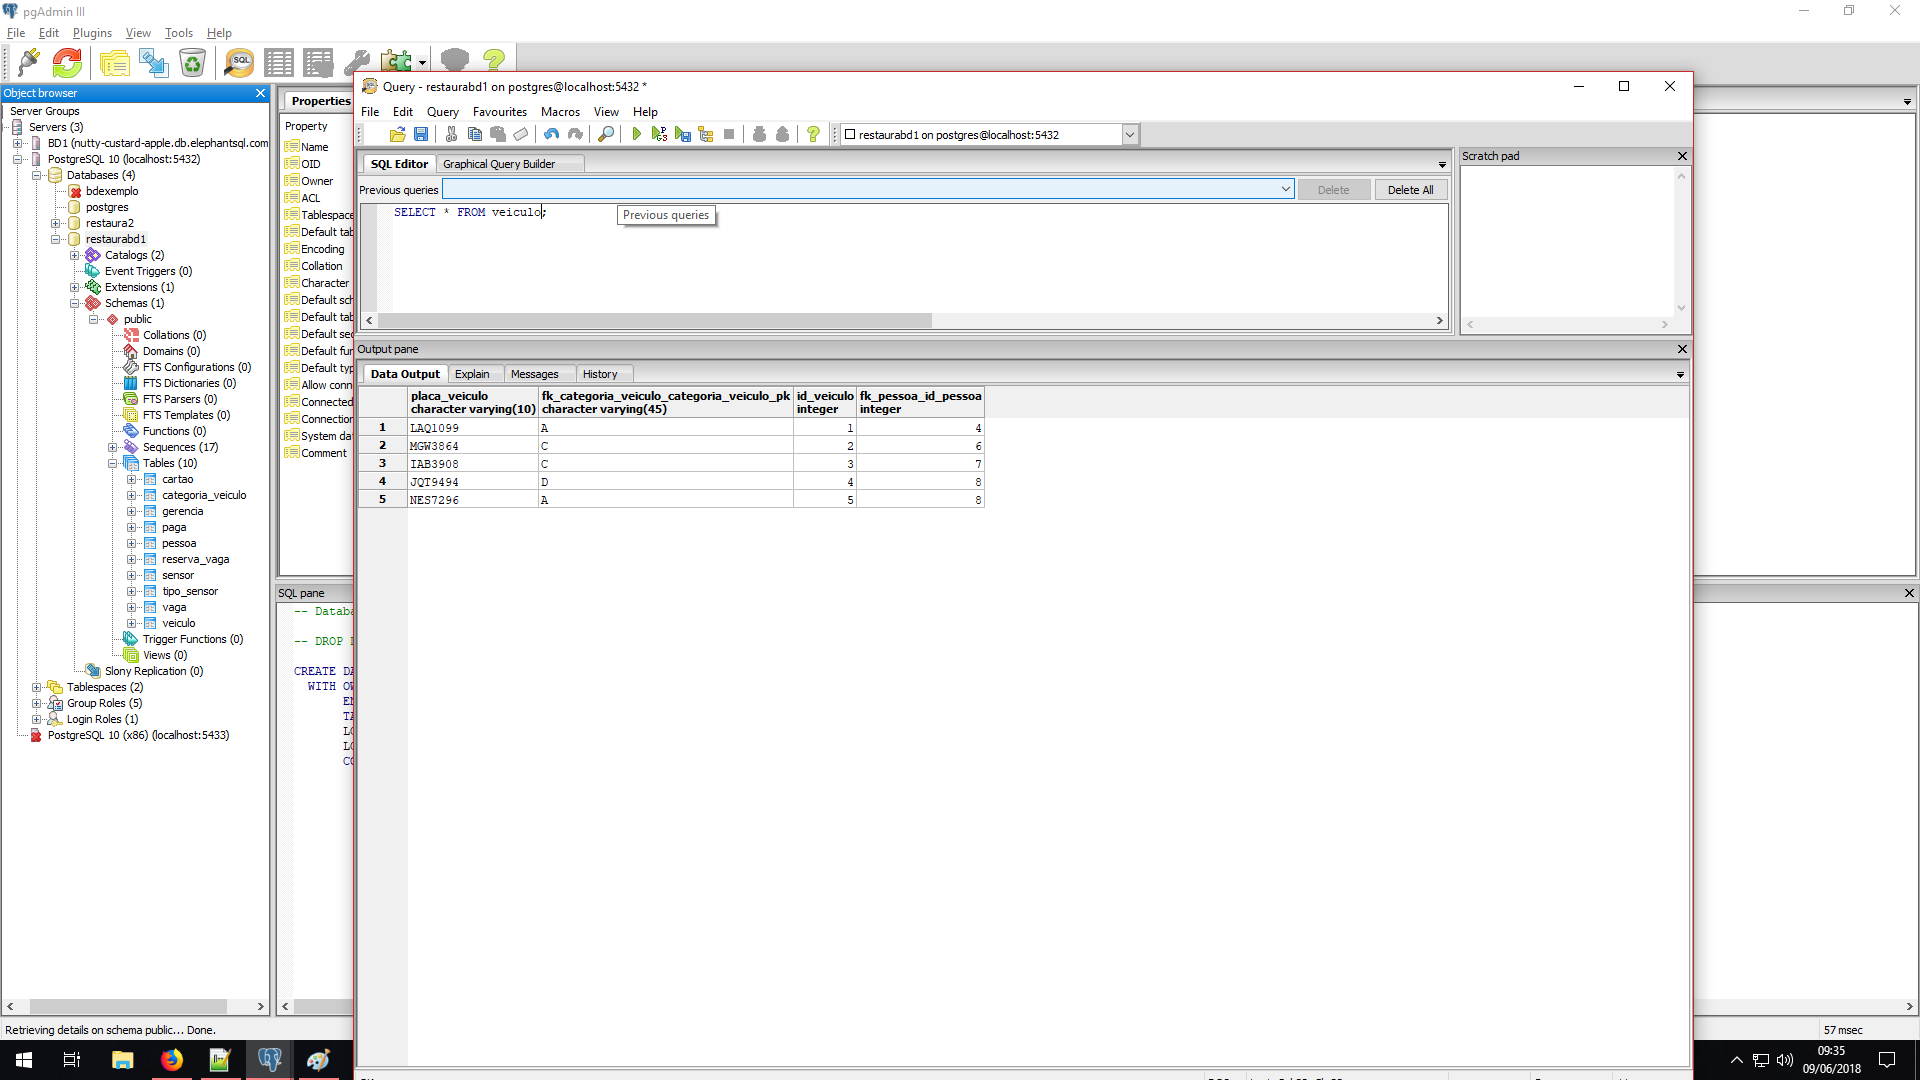 pgAdmin III
File Edit Plugins View Tools Help
Object browser
Server Groups
Servers (3)
BD1 (nutty-custard-apple.db.elephantsql.com
PostgreSQL 10 (localhost:5432)
Databases (4)
bdexemplo
postgres
restaura2
restaurabd1
Catalogs (2)
Event Triggers (0)
Extensions (1)
Schemas (1)
public
Collations (0)
Domains (0)
FTS Configurations (0)
FTS Dictionaries (0)
FTS Parsers (0)
FTS Templates (0)
Functions (0)
Sequences (17)
Tables (10)
cartao
categoria_veiculo
gerencia
paga
pessoa
reserva_vaga
sensor
tipo_sensor
vaga
veiculo
Trigger Functions (0)
Views (0)
Slony Replication (0)
Tablespaces (2)
Group Roles (5)
Login Roles (1)
PostgreSQL 10 (x86) (localhost:5433)
Properties
Property
Name
OID
Owner
ACL
Tablespace
Default tab
Encoding
Collation
Character
Default sch
Default tab
Default seq
Default fun
Default typ
Allow conn
Connected
Connection
System dat
Comment
SQL pane
-- Databa
-- DROP D
CREATE DA
WITH OW
EN
TA
LC
LC
CO
Query - restaurabd1 on postgres@localhost:5432 *
File Edit Query Favourites Macros View Help
SQL
restaurabd1 on postgres@localhost:5432
SQL Editor Graphical Query Builder
Previous queries Delete Delete All
SELECT * FROM veiculo;
Previous queries
Scratch pad
Output pane
Data Output Explain Messages History
placa_veiculo fk_categoria_veiculo_categoria_veiculo_pk id_veiculo fk_pessoa_id_pessoa
character varying(10) character varying(45) integer integer
1 LAQ1099 A 1 4
2 MGW3864 C 2 6
3 IAB3908 C 3 7
4 JQT9494 D 4 8
5 NES7296 A 5 8
Retrieving details on schema public... Done.
57 msec
09:35
09/06/2018